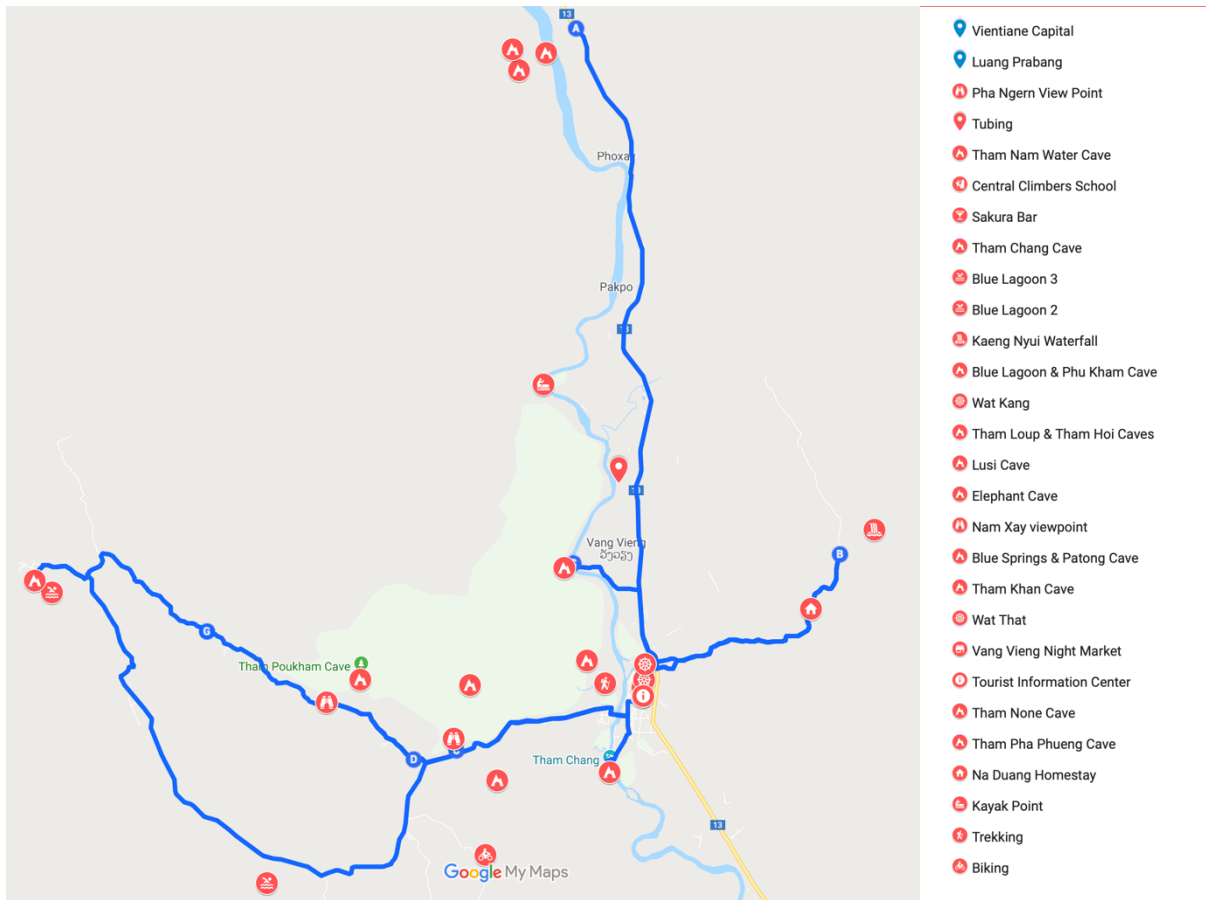 13
A
Phoxay
Pakpo
13
13
Vang Vieng
ວັງວຽງ
B
G
Tham Poukham Cave
D
C
Tham Chang
13
Google My Maps
Vientiane Capital
Luang Prabang
Pha Ngern View Point
Tubing
Tham Nam Water Cave
Central Climbers School
Sakura Bar
Tham Chang Cave
Blue Lagoon 3
Blue Lagoon 2
Kaeng Nyui Waterfall
Blue Lagoon & Phu Kham Cave
Wat Kang
Tham Loup & Tham Hoi Caves
Lusi Cave
Elephant Cave
Nam Xay viewpoint
Blue Springs & Patong Cave
Tham Khan Cave
Wat That
Vang Vieng Night Market
Tourist Information Center
Tham None Cave
Tham Pha Phueng Cave
Na Duang Homestay
Kayak Point
Trekking
Biking